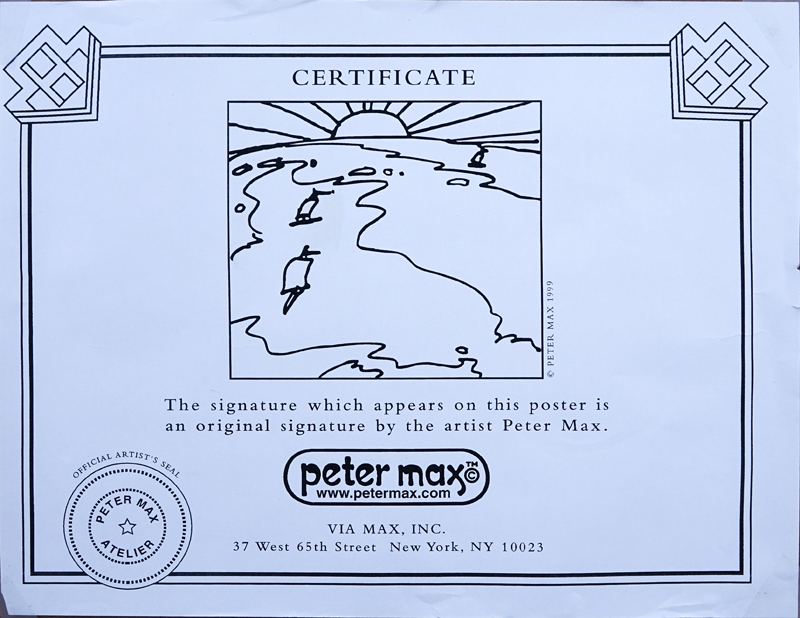 CERTIFICATE
© PETER MAX 1999
The signature which appears on this poster is
an original signature by the artist Peter Max.
peter max™©
www.petermax.com
OFFICIAL ARTIST'S SEAL
PETER MAX
ATELIER
VIA MAX, INC.
37 West 65th Street New York, NY 10023